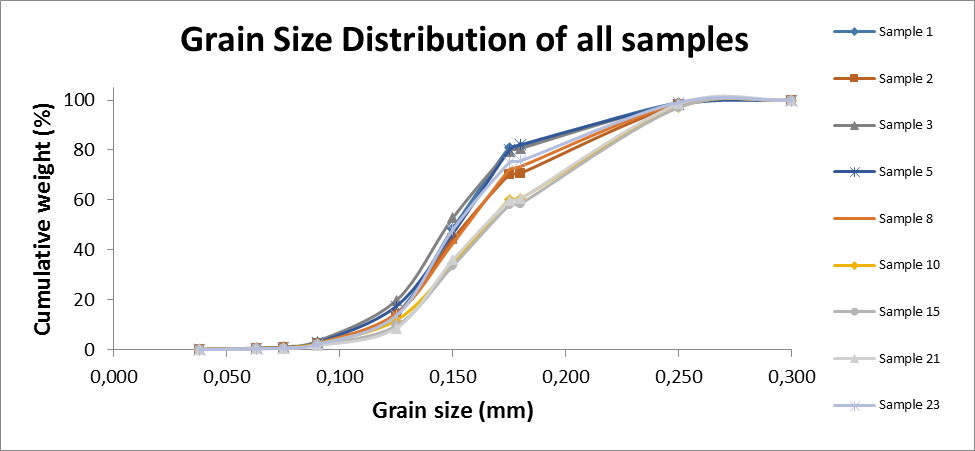 Grain Size Distribution of all samples
Cumulative weight (%)
100
80
60
40
20
0
0,000 0,050 0,100 0,150 0,200 0,250 0,300
Grain size (mm)
Sample 1
Sample 2
Sample 3
Sample 5
Sample 8
Sample 10
Sample 15
Sample 21
Sample 23